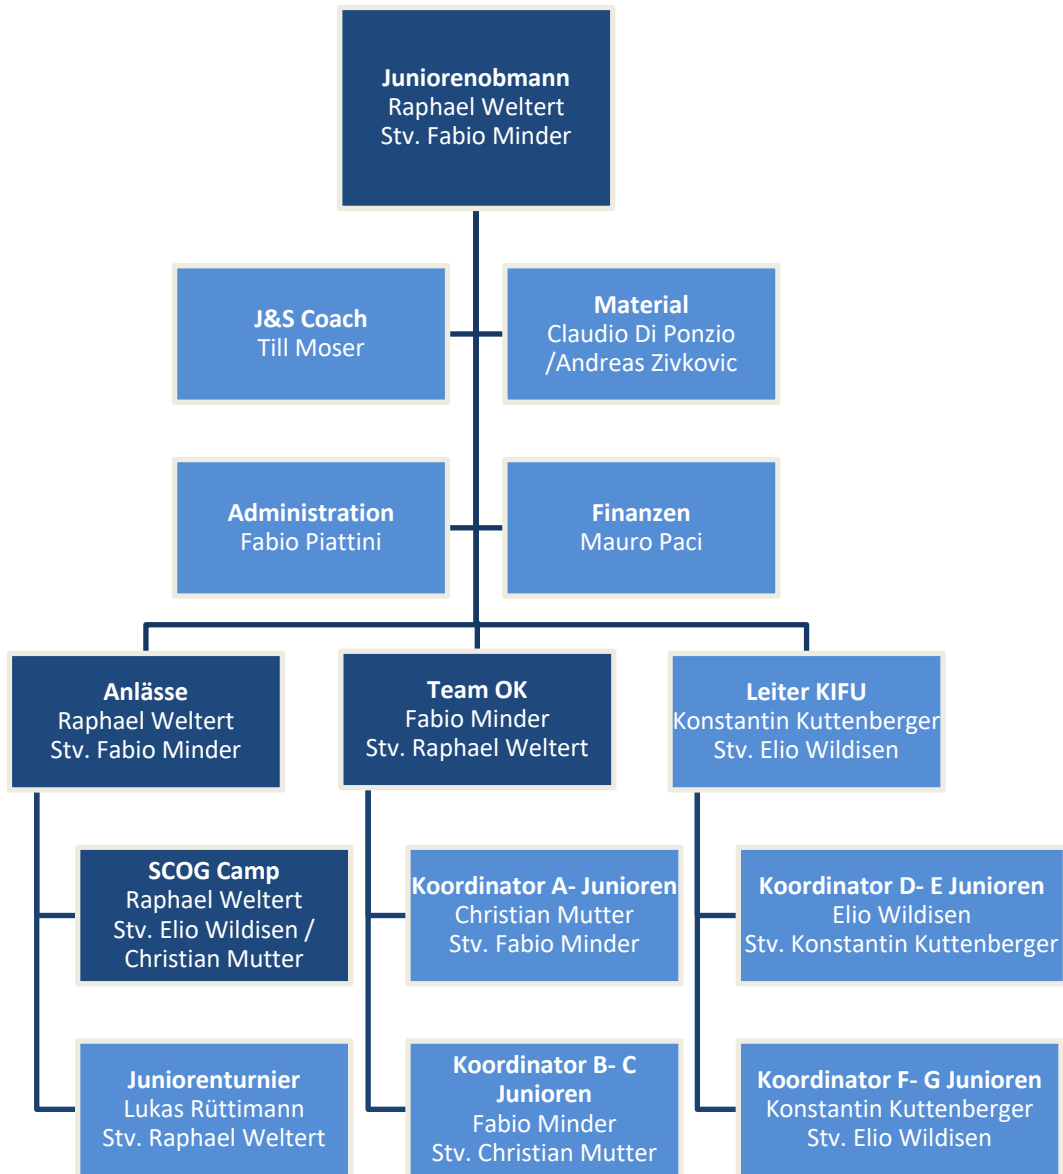 Juniorenobmann
Raphael Weltert
Stv. Fabio Minder
J&S Coach
Till Moser
Material
Claudio Di Ponzio
/Andreas Zivkovic
Administration
Fabio Piattini
Finanzen
Mauro Paci
Anlässe
Raphael Weltert
Stv. Fabio Minder
Team OK
Fabio Minder
Stv. Raphael Weltert
Leiter KIFU
Konstantin Kuttenberger
Stv. Elio Wildisen
SCOG Camp
Raphael Weltert
Stv. Elio Wildisen /
Christian Mutter
Koordinator A- Junioren
Christian Mutter
Stv. Fabio Minder
Koordinator D- E Junioren
Elio Wildisen
Stv. Konstantin Kuttenberger
Juniorenturnier
Lukas Rüttimann
Stv. Raphael Weltert
Koordinator B- C
Junioren
Fabio Minder
Stv. Christian Mutter
Koordinator F- G Junioren
Konstantin Kuttenberger
Stv. Elio Wildisen